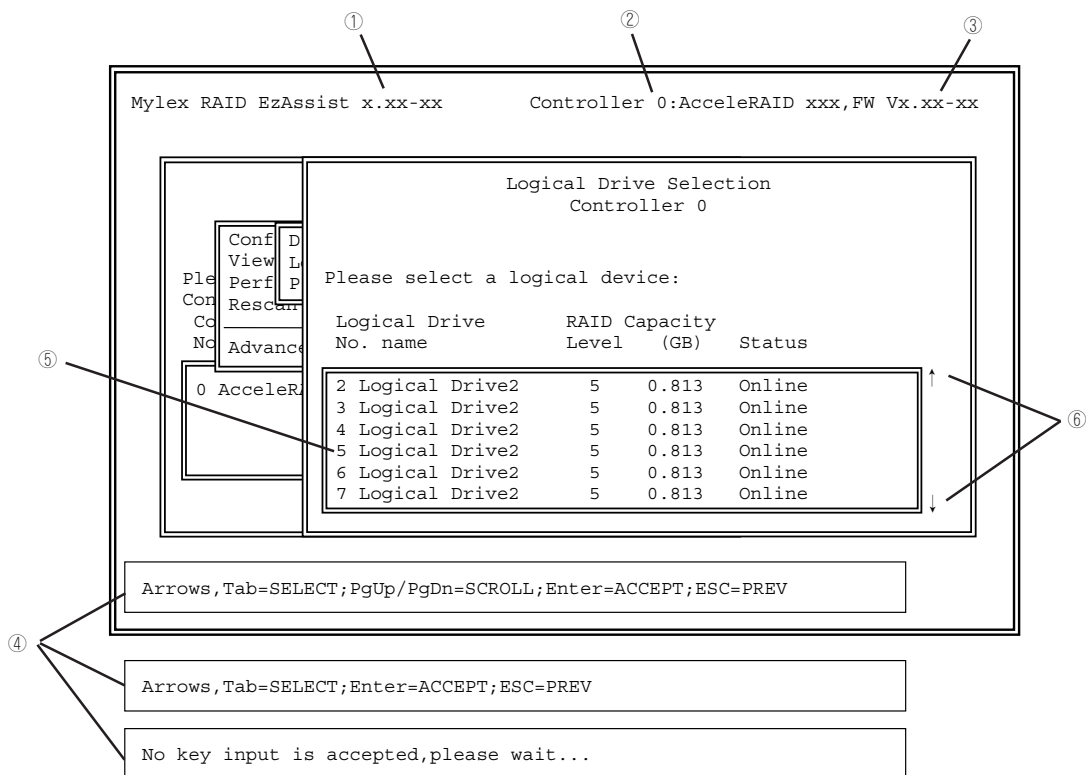 ① ② ③
Mylex RAID EzAssist x.xx-xx Controller 0:AcceleRAID xxx,FW Vx.xx-xx
Logical Drive Selection
Controller 0
Conf D
View L
Ple Perf P
Con Rescan
Co
No Advance
0 AcceleRA
Please select a logical device:
Logical Drive RAID Capacity
No. name Level (GB) Status
2 Logical Drive2 5 0.813 Online ↑
3 Logical Drive2 5 0.813 Online
4 Logical Drive2 5 0.813 Online
5 Logical Drive2 5 0.813 Online
6 Logical Drive2 5 0.813 Online
7 Logical Drive2 5 0.813 Online ↓
⑤
⑥
Arrows,Tab=SELECT;PgUp/PgDn=SCROLL;Enter=ACCEPT;ESC=PREV
④
Arrows,Tab=SELECT;Enter=ACCEPT;ESC=PREV
No key input is accepted,please wait...